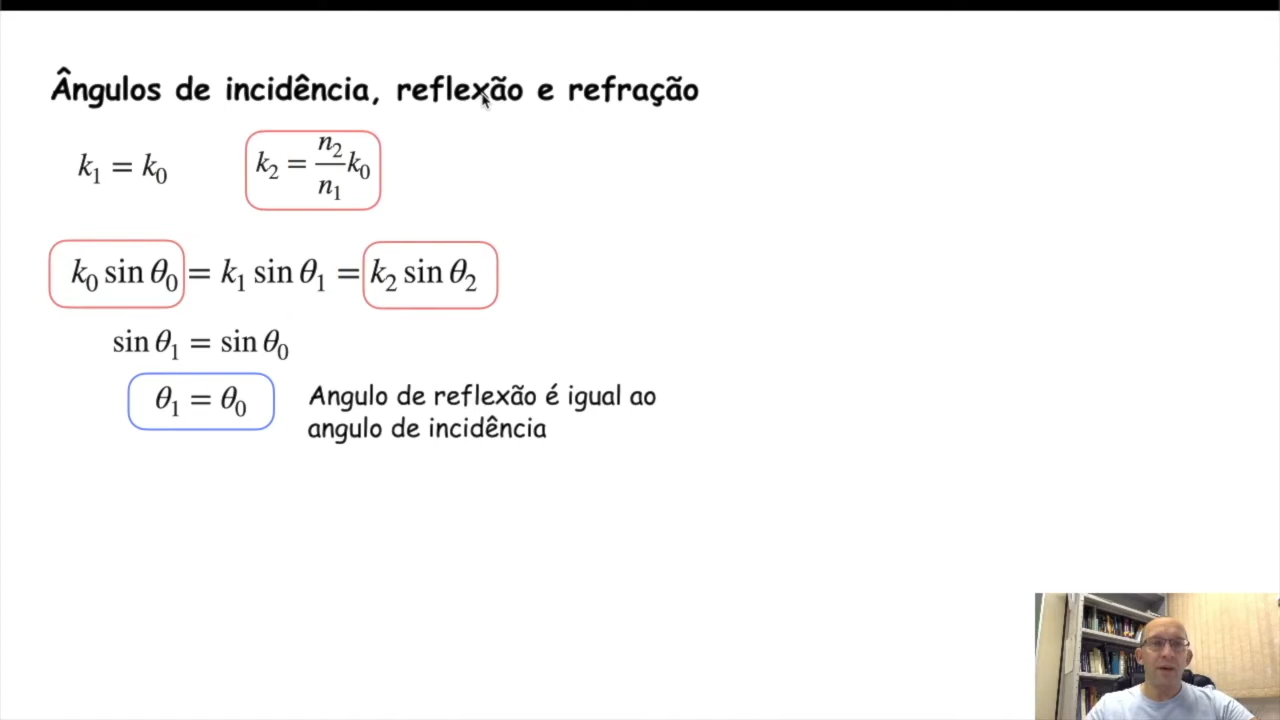 Ângulos de incidência, reflexão e refração
k₁ = k₀
k₂ = n₂/n₁ k₀
k₀ sin θ₀ = k₁ sin θ₁ = k₂ sin θ₂
sin θ₁ = sin θ₀
θ₁ = θ₀
Angulo de reflexão é igual ao
angulo de incidência